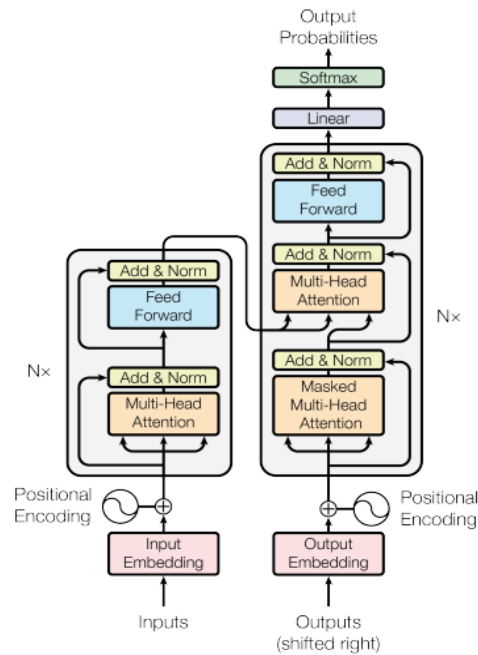 Output
Probabilities
Softmax
Linear
Add & Norm
Feed
Forward
Add & Norm
Multi-Head
Attention
Add & Norm
Masked
Multi-Head
Attention
Nx
Add & Norm
Feed
Forward
Add & Norm
Multi-Head
Attention
Nx
Positional
Encoding
Positional
Encoding
Input
Embedding
Output
Embedding
Inputs
Outputs
(shifted right)